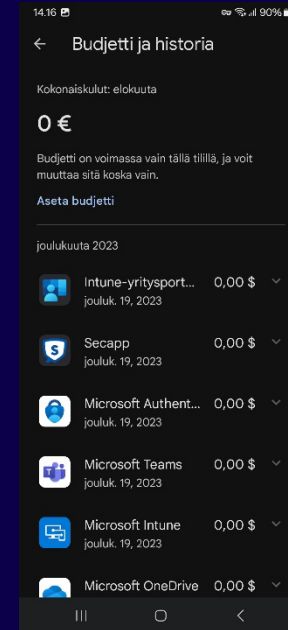 14.16 90%
Budjetti ja historia
Kokonaiskulut: elokuuta
0 €
Budjetti on voimassa vain tällä tilillä, ja voit
muuttaa sitä koska vain.
Aseta budjetti
joulukuuta 2023
Intune-yritysport... 0,00 $
jouluk. 19, 2023
Secapp 0,00 $
jouluk. 19, 2023
Microsoft Authent... 0,00 $
jouluk. 19, 2023
Microsoft Teams 0,00 $
jouluk. 19, 2023
Microsoft Intune 0,00 $
jouluk. 19, 2023
Microsoft OneDrive 0,00 $